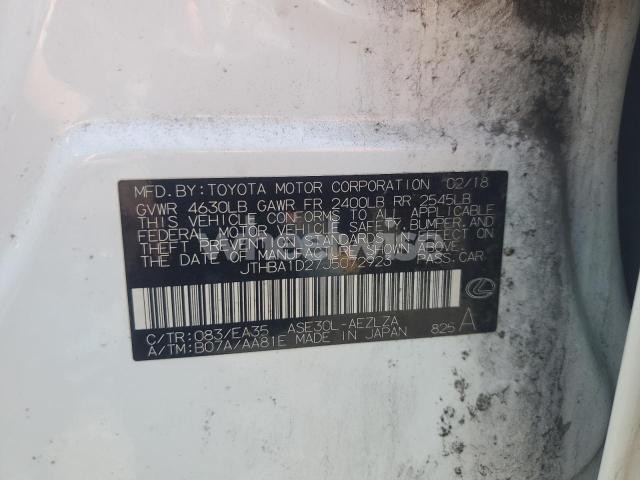 MFD.BY:TOYOTA MOTOR CORPORATION 02/18
GVWR 4630LB GAWR FR 2400LB RR 2545LB
THIS VEHICLE CONFORMS TO ALL APPLICABLE
FEDERAL MOTOR VEHICLE SAFETY,BUMPER,AND
THEFT PREVENTION STANDARDS IN EFFECT ON
THE DATE OF MANUFACTURE SHOWN ABOVE.
JTHBA1D27J5072923 PASS.CAR
wheelwise
C/TR:083/EA35 ASE30L-AEZLZA
A/TM:B07A/AA81E MADE IN JAPAN 825 A